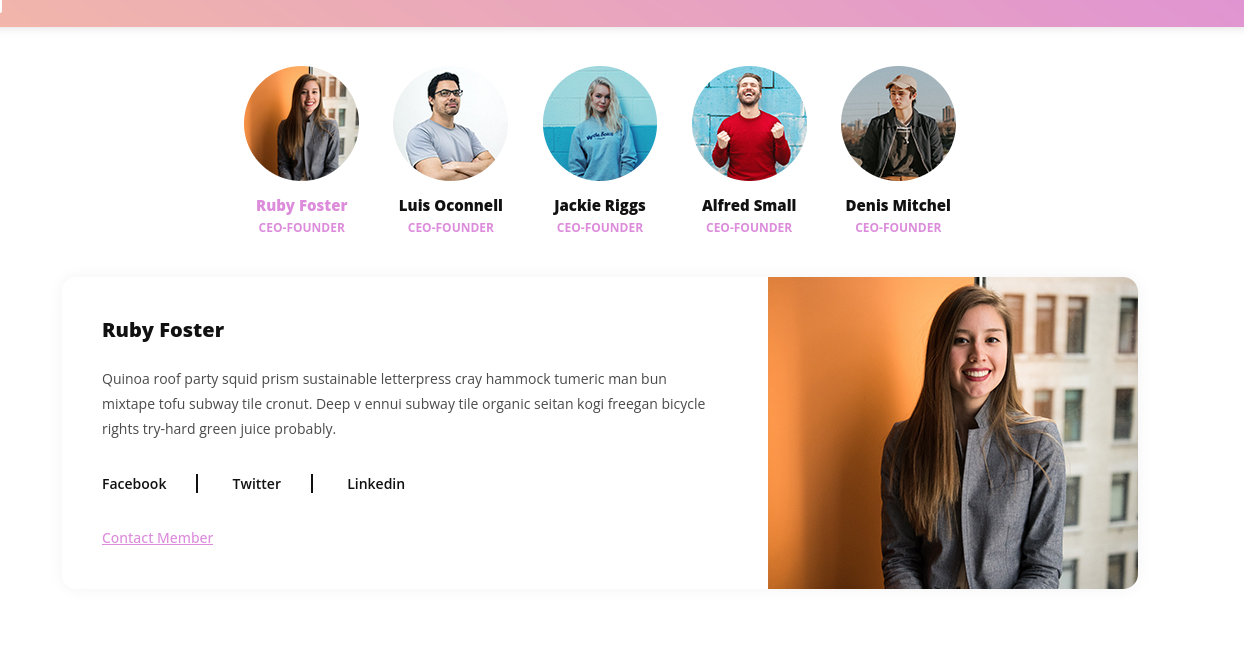 Ruby Foster
CEO-FOUNDER
Luis Oconnell
CEO-FOUNDER
Jackie Riggs
CEO-FOUNDER
Alfred Small
CEO-FOUNDER
Denis Mitchel
CEO-FOUNDER
Ruby Foster
Quinoa roof party squid prism sustainable letterpress cray hammock tumeric man bun
mixtape tofu subway tile cronut. Deep v ennui subway tile organic seitan kogi freegan bicycle
rights try-hard green juice probably.
Facebook
Twitter
Linkedin
Contact Member